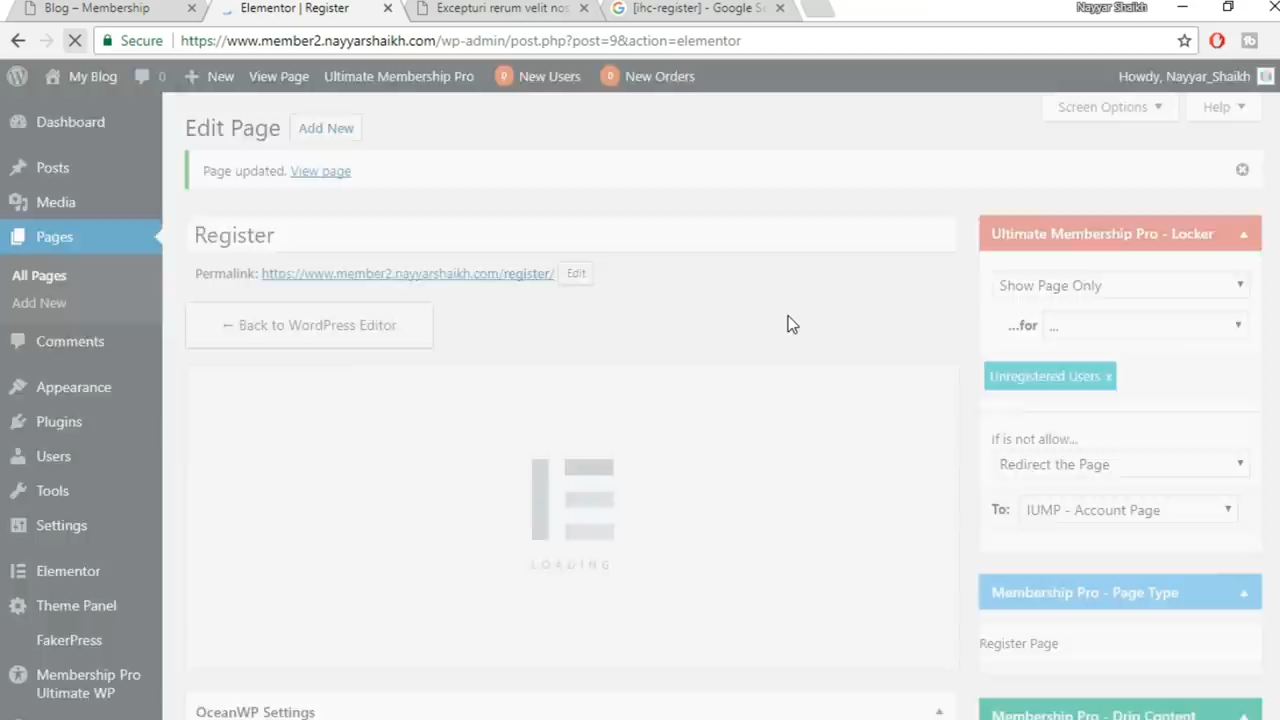 Blog – Membership
Elementor | Register
Excepturi rerum velit nos
[ihc-register] - Google Se
Nayyar Shaikh
Secure
https://www.member2.nayyarshaikh.com/wp-admin/post.php?post=9&action=elementor
My Blog
0
New
View Page
Ultimate Membership Pro
0
New Users
0
New Orders
Howdy, Nayyar_Shaikh
Screen Options
Help
Dashboard
Posts
Media
Pages
All Pages
Add New
Comments
Appearance
Plugins
Users
Tools
Settings
Elementor
Theme Panel
FakerPress
Membership Pro
Ultimate WP
Edit Page
Add New
Page updated. View page
Register
Permalink: https://www.member2.nayyarshaikh.com/register/
Edit
← Back to WordPress Editor
LOADING
OceanWP Settings
Ultimate Membership Pro - Locker
Show Page Only
...for
...
Unregistered Users x
if is not allow...
Redirect the Page
To:
IUMP - Account Page
Membership Pro - Page Type
Register Page
Membership Pro - Drip Content